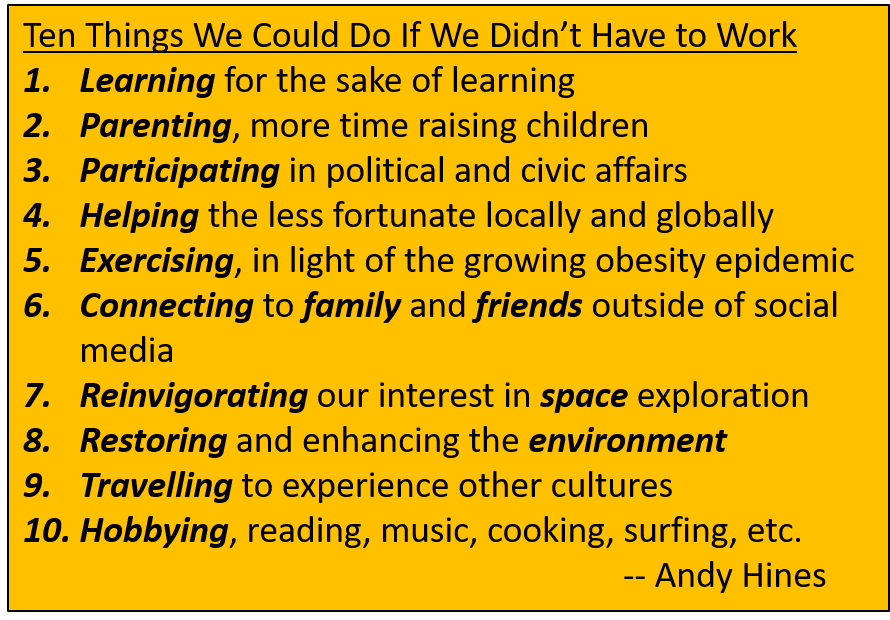 Ten Things We Could Do If We Didn’t Have to Work
1. Learning for the sake of learning
2. Parenting, more time raising children
3. Participating in political and civic affairs
4. Helping the less fortunate locally and globally
5. Exercising, in light of the growing obesity epidemic
6. Connecting to family and friends outside of social
media
7. Reinvigorating our interest in space exploration
8. Restoring and enhancing the environment
9. Travelling to experience other cultures
10. Hobbying, reading, music, cooking, surfing, etc.
-- Andy Hines